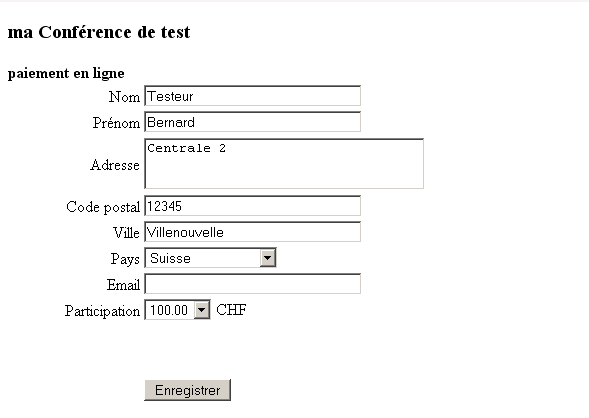 ma Conférence de test
paiement en ligne
Nom Testeur
Prénom Bernard
Adresse Centrale 2
Code postal 12345
Ville Villenouvelle
Pays Suisse
Email
Participation 100.00 CHF
Enregistrer